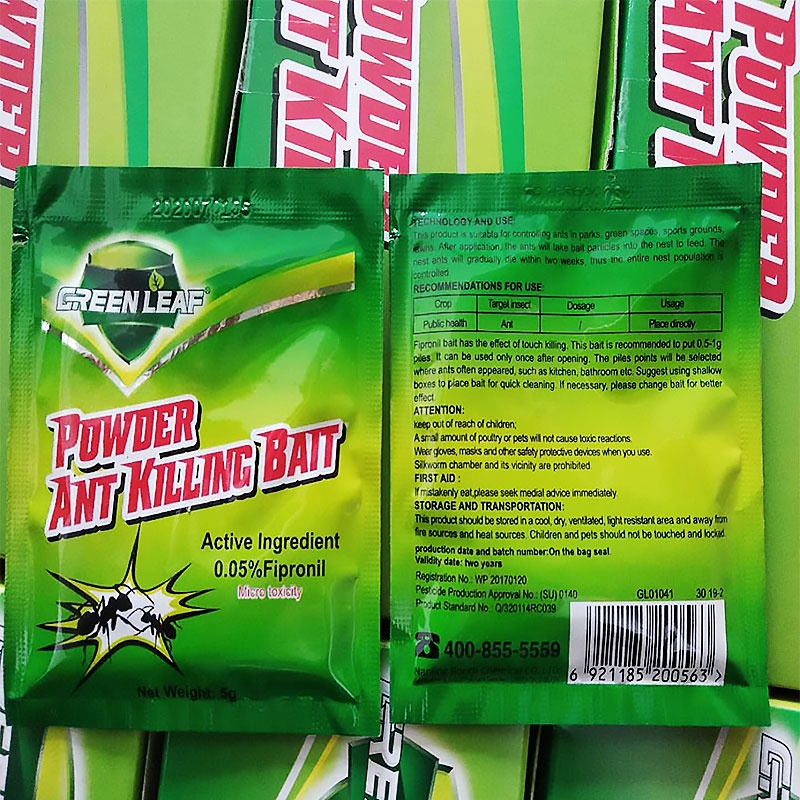 POWDER
ANT KI
POWDER
ANT KI
2020070105
GREEN LEAF®
POWDER
ANT KILLING BAIT
Active Ingredient
0.05%Fipronil
Micro toxicity
Net Weight: 5g
TECHNOLOGY AND USE:
This product is suitable for controlling ants in parks, green spaces, sports grounds,
lawns. After application, the ants will take bait particles into the nest to feed. The
nest ants will gradually die within two weeks, thus the entire nest population is
controlled.
RECOMMENDATIONS FOR USE:
Crop Target insect Dosage Usage
Public health Ant / Place directly
Fipronil bait has the effect of touch killing. This bait is recommended to put 0.5-1g
piles. It can be used only once after opening. The piles points will be selected
where ants often appeared, such as kitchen, bathroom etc. Suggest using shallow
boxes to place bait for quick cleaning. If necessary, please change bait for better
effect.
ATTENTION:
keep out of reach of children;
A small amount of poultry or pets will not cause toxic reactions.
Wear gloves, masks and other safety protective devices when you use.
Silkworm chamber and its vicinity are prohibited.
FIRST AID :
If mistakenly eat,please seek medial advice immediately.
STORAGE AND TRANSPORTATION:
This product should be stored in a cool, dry, ventilated, light resistant area and away from
fire sources and heat sources. Children and pets should not be touched and locked.
production date and batch number:On the bag seal.
Validity date: two years
Registration No.: WP 20170120
Pesticide Production Approval No.: (SU) 0140 GL01041 30 19-2
Product Standard No.: Q/320114RC039
400-855-5559
6 921185 200563 >